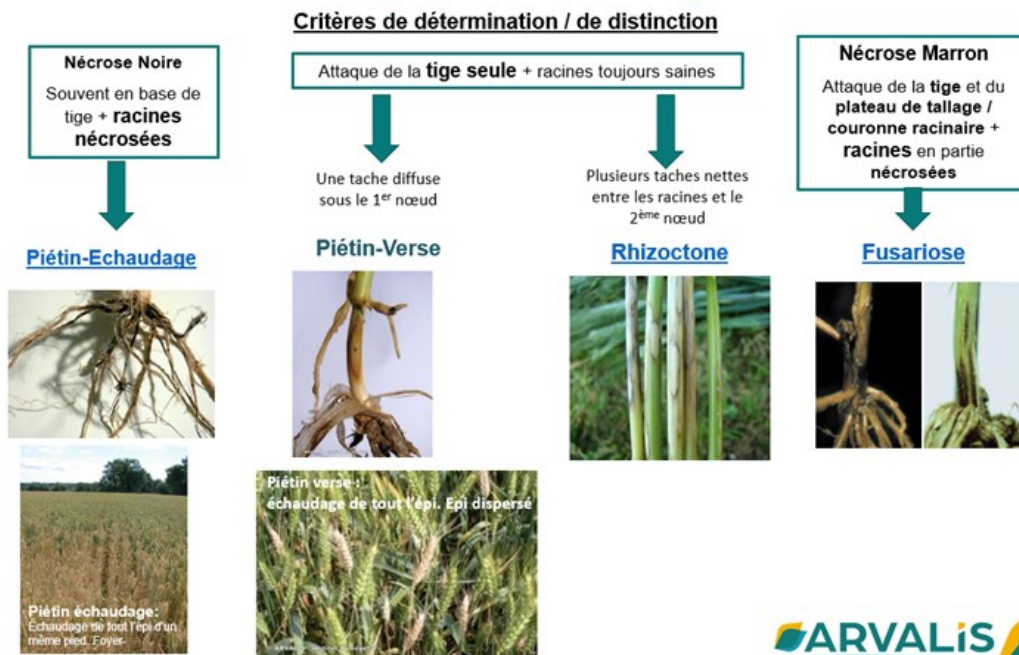 Critères de détermination / de distinction
Nécrose Noire
Souvent en base de
tige + racines
nécrosées
Attaque de la tige seule + racines toujours saines
Nécrose Marron
Attaque de la tige et du
plateau de tallage /
couronne racinaire +
racines en partie
nécrosées
Une tache diffuse
sous le 1er nœud
Plusieurs taches nettes
entre les racines et le
2ème nœud
Piétin-Echaudage
Piétin-Verse
Rhizoctone
Fusariose
Piétin verse :
échaudage de tout l'épi. Epi dispersé
Piétin échaudage:
Échaudage de tout l'épi d'un
même pied. Foyer
ARVALIS